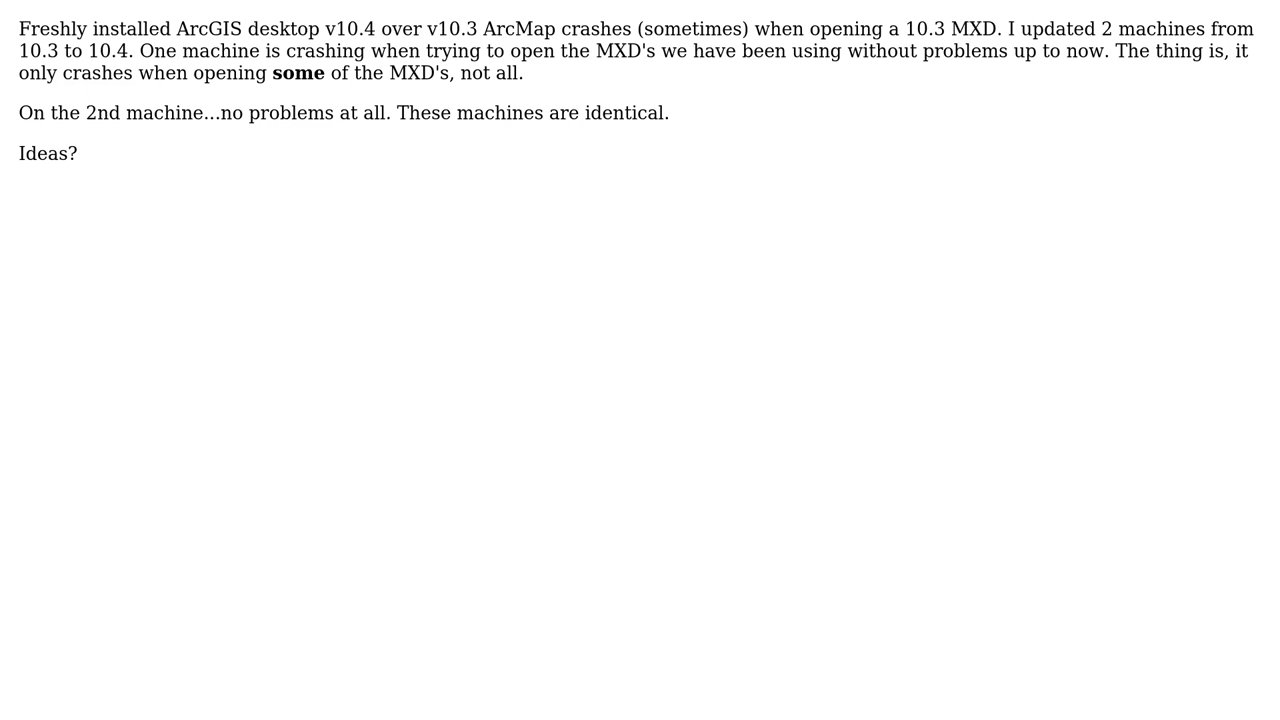 Freshly installed ArcGIS desktop v10.4 over v10.3 ArcMap crashes (sometimes) when opening a 10.3 MXD. I updated 2 machines from
10.3 to 10.4. One machine is crashing when trying to open the MXD's we have been using without problems up to now. The thing is, it
only crashes when opening some of the MXD's, not all.
On the 2nd machine...no problems at all. These machines are identical.
Ideas?